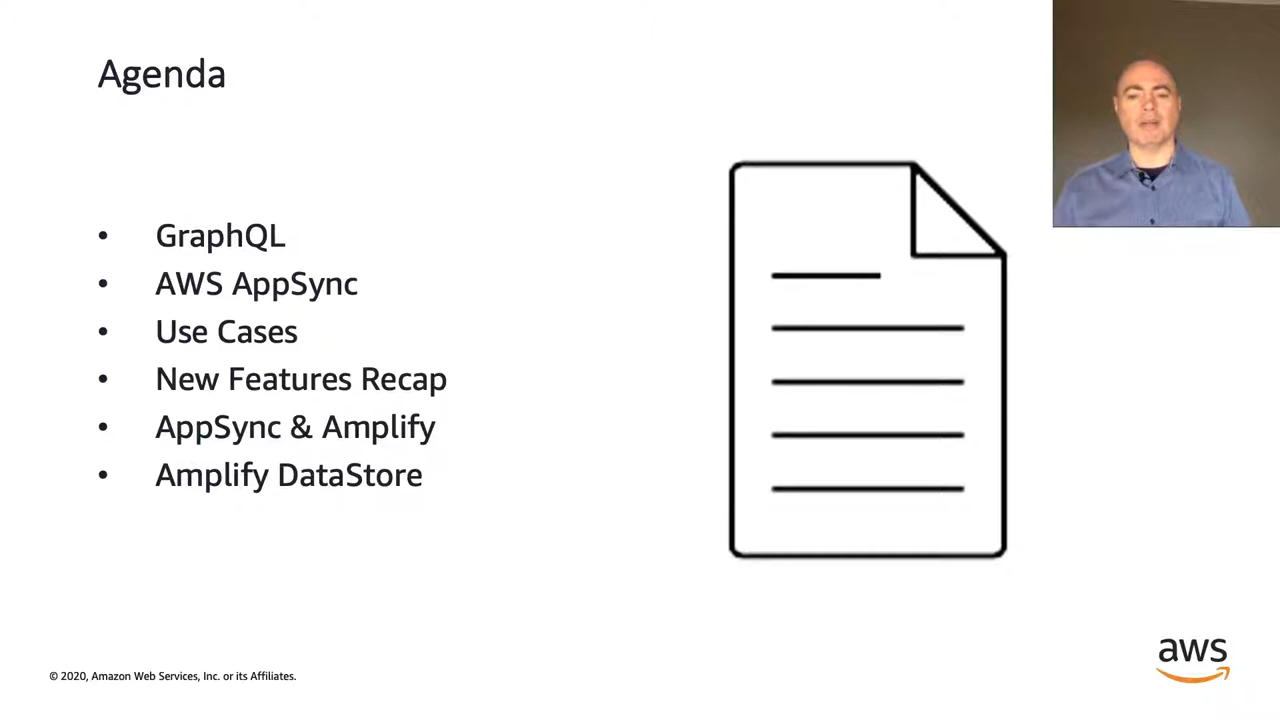 Agenda
• GraphQL
• AWS AppSync
• Use Cases
• New Features Recap
• AppSync & Amplify
• Amplify DataStore
© 2020, Amazon Web Services, Inc. or its Affiliates.
aws